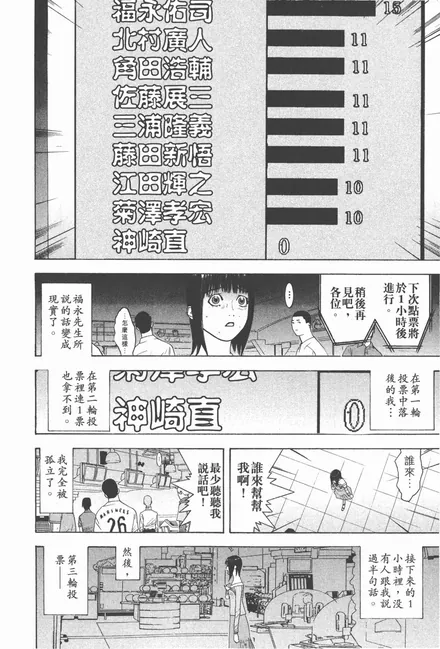 福永佑司 15
北村廣人 11
角田浩輔 11
佐藤展三 11
三浦隆義 11
藤田新悟 11
江田輝之 10
菊澤孝宏 10
神崎直 0
下次點票將
於1小時後
進行。
稍後再
見吧,
各位。
…
怎麼這樣
福永先生所
說的話變成
現實了。
在第一輪
投票中落
後的我…
菊澤孝宏
神崎直 0
在第二輪投
票裡連1票
也拿不到。
誰來…
誰來幫幫
我啊!
最少聽聽我
說話吧!
MARINES
26
我完全被
孤立了。
接下來的1
小時裡,沒
有人跟我說
過半句話。
然後,
第三輪投
票——